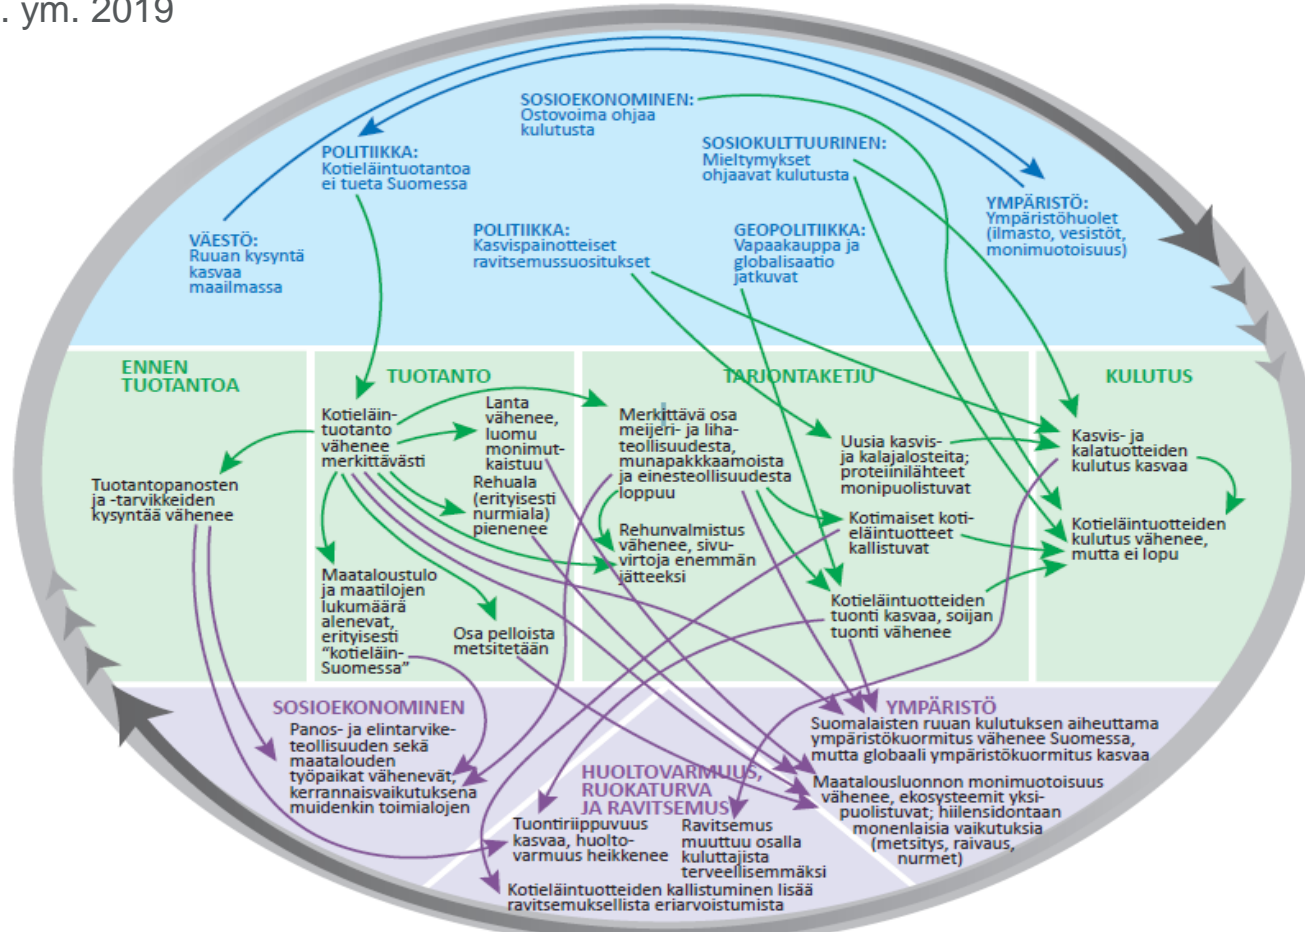 . ym. 2019
SOSIOEKONOMINEN:
Ostovoima ohjaa
kulutusta
POLITIIKKA:
Kotieläintuotantoa
ei tueta Suomessa
SOSIOKULTTUURINEN:
Mieltymykset
ohjaavat kulutusta
YMPÄRISTÖ:
Ympäristöhuolet
(ilmasto, vesistöt,
monimuotoisuus)
VÄESTÖ:
Ruuan kysyntä
kasvaa
maailmassa
POLITIIKKA:
Kasvispainotteiset
ravitsemussuositukset
GEOPOLITIIKKA:
Vapaakauppa ja
globalisaatio
jatkuvat
ENNEN
TUOTANTOA
Tuotantopanosten
ja -tarvikkeiden
kysyntää vähenee
TUOTANTO
Kotieläin-
tuotanto
vähenee
merkittävästi
Lanta
vähenee,
luomu
monimut-
kaistuu
Rehuala
(erityisesti
nurmiala)
pienenee
Maataloustulo
ja maatilojen
lukumäärä
alenevat,
erityisesti
"kotieläin-
Suomessa"
Osa pelloista
metsitetään
TARJONTAKETJU
Merkittävä osa
meijeri- ja liha-
teollisuudesta,
munapakkkaamoista
ja einesteollisuudesta
loppuu
Uusia kasvis-
ja kalajalosteita;
proteiinilähteet
monipuolistuvat
Rehunvalmistus
vähenee, sivu-
virtoja enemmän
jätteeksi
Kotimaiset koti-
eläintuotteet
kallistuvat
Kotieläintuotteiden
tuonti kasvaa, soijan
tuonti vähenee
KULUTUS
Kasvis- ja
kalatuotteiden
kulutus kasvaa
Kotieläintuotteiden
kulutus vähenee,
mutta ei lopu
SOSIOEKONOMINEN
Panos- ja elintarvike-
teollisuuden sekä
maatalouden
työpaikat vähenevät,
kerrannaisvaikutuksena
muidenkin toimialojen
HUOLTOVARMUUS,
RUOKATURVA
JA RAVITSEMUS
Tuontiriippuvuus
kasvaa, huolto-
varmuus heikkenee
Ravitsemus
muuttuu osalla
kuluttajista
terveellisemmäksi
Kotieläintuotteiden kallistuminen lisää
ravitsemuksellista eriarvoistumista
YMPÄRISTÖ
Suomalaisten ruuan kulutuksen aiheuttama
ympäristökuormitus vähenee Suomessa,
mutta globaali ympäristökuormitus kasvaa
Maatalousluonnon monimuotoisuus
vähenee, ekosysteemit yksi-
puolistuvat; hiilensidontaan
monenlaisia vaikutuksia
(metsitys, raivaus,
nurmet)